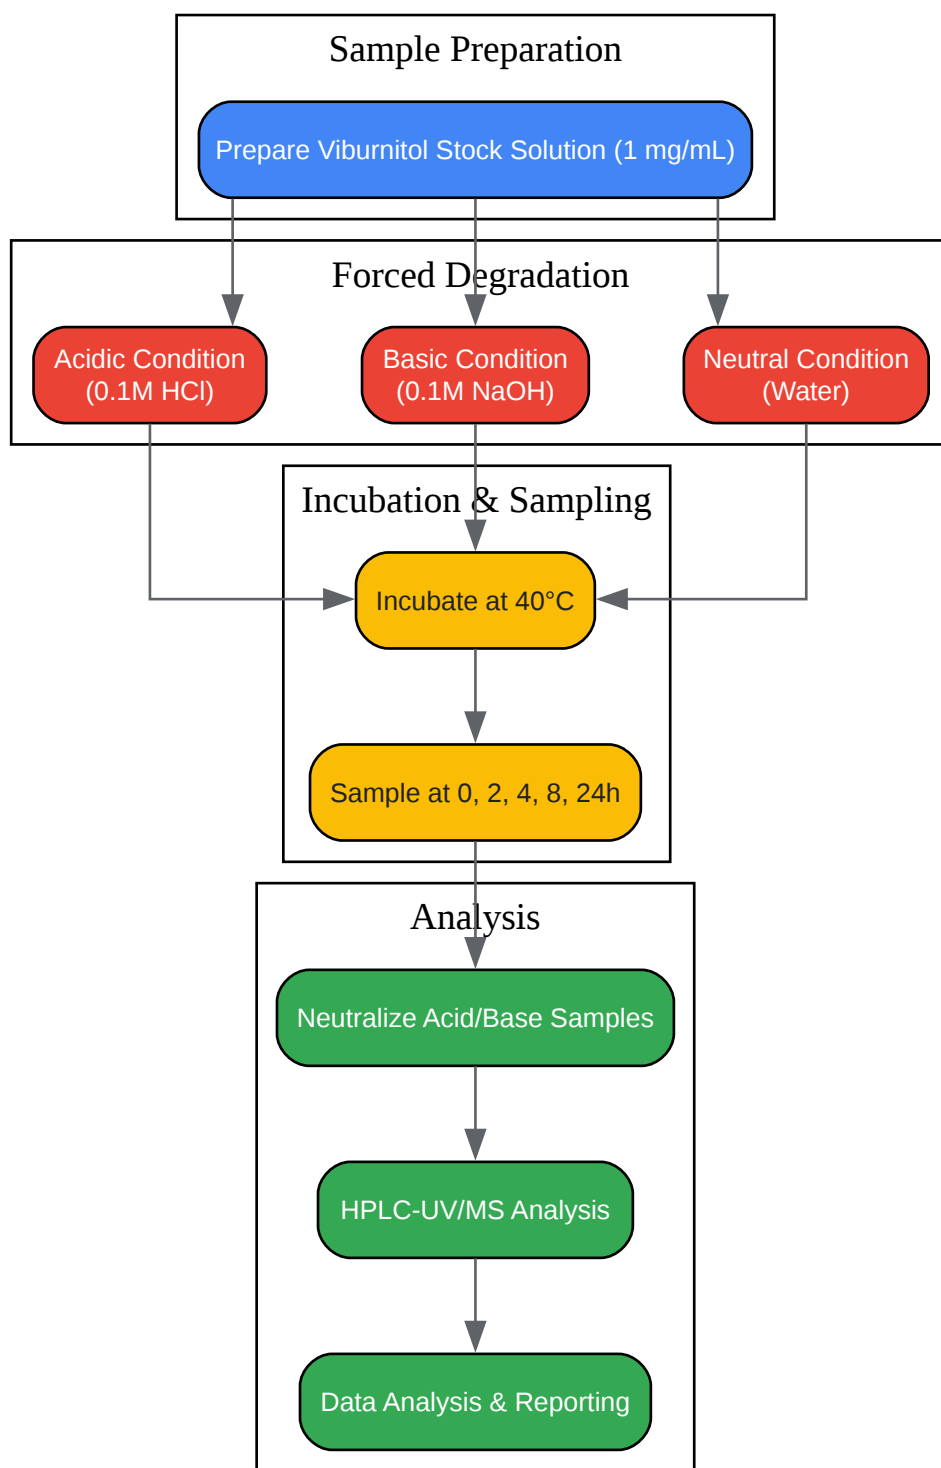 Sample Preparation
Prepare Viburnitol Stock Solution (1 mg/mL)
Forced Degradation
Acidic Condition
(0.1M HCl)
Basic Condition
(0.1M NaOH)
Neutral Condition
(Water)
Incubation & Sampling
Incubate at 40°C
Sample at 0, 2, 4, 8, 24h
Analysis
Neutralize Acid/Base Samples
HPLC-UV/MS Analysis
Data Analysis & Reporting